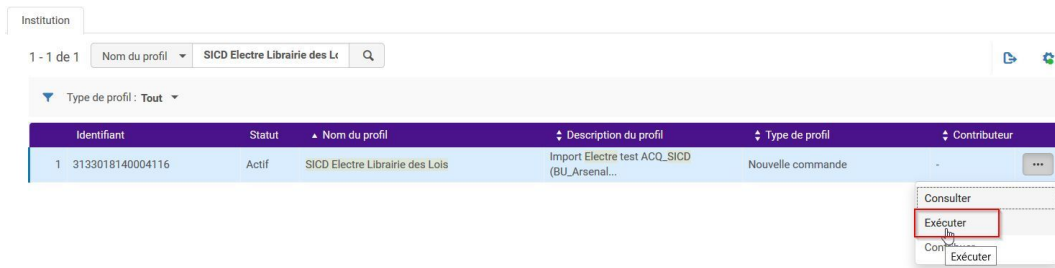 Institution
1 - 1 de 1 Nom du profil SICD Electre Librairie des Lo
Type de profil : Tout
Identifiant Statut Nom du profil Description du profil Type de profil Contributeur
1 3133018140004116 Actif SICD Electre Librairie des Lois Import Electre test ACQ_SICD (BU_Arsenal... Nouvelle commande - ...
Consulter
Exécuter
Exécuter